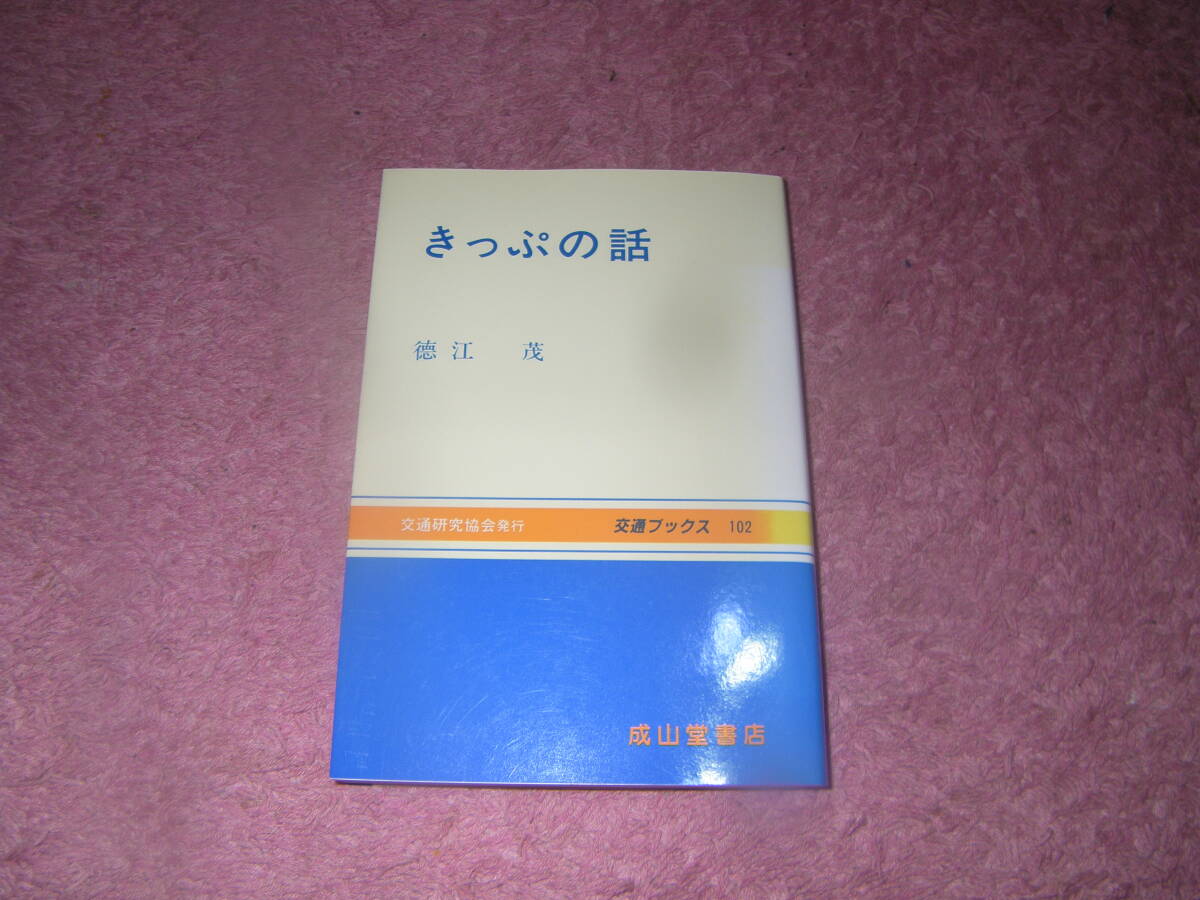 きっぷの話
徳江 茂
交通研究協会発行 交通ブックス 102
成山堂書店